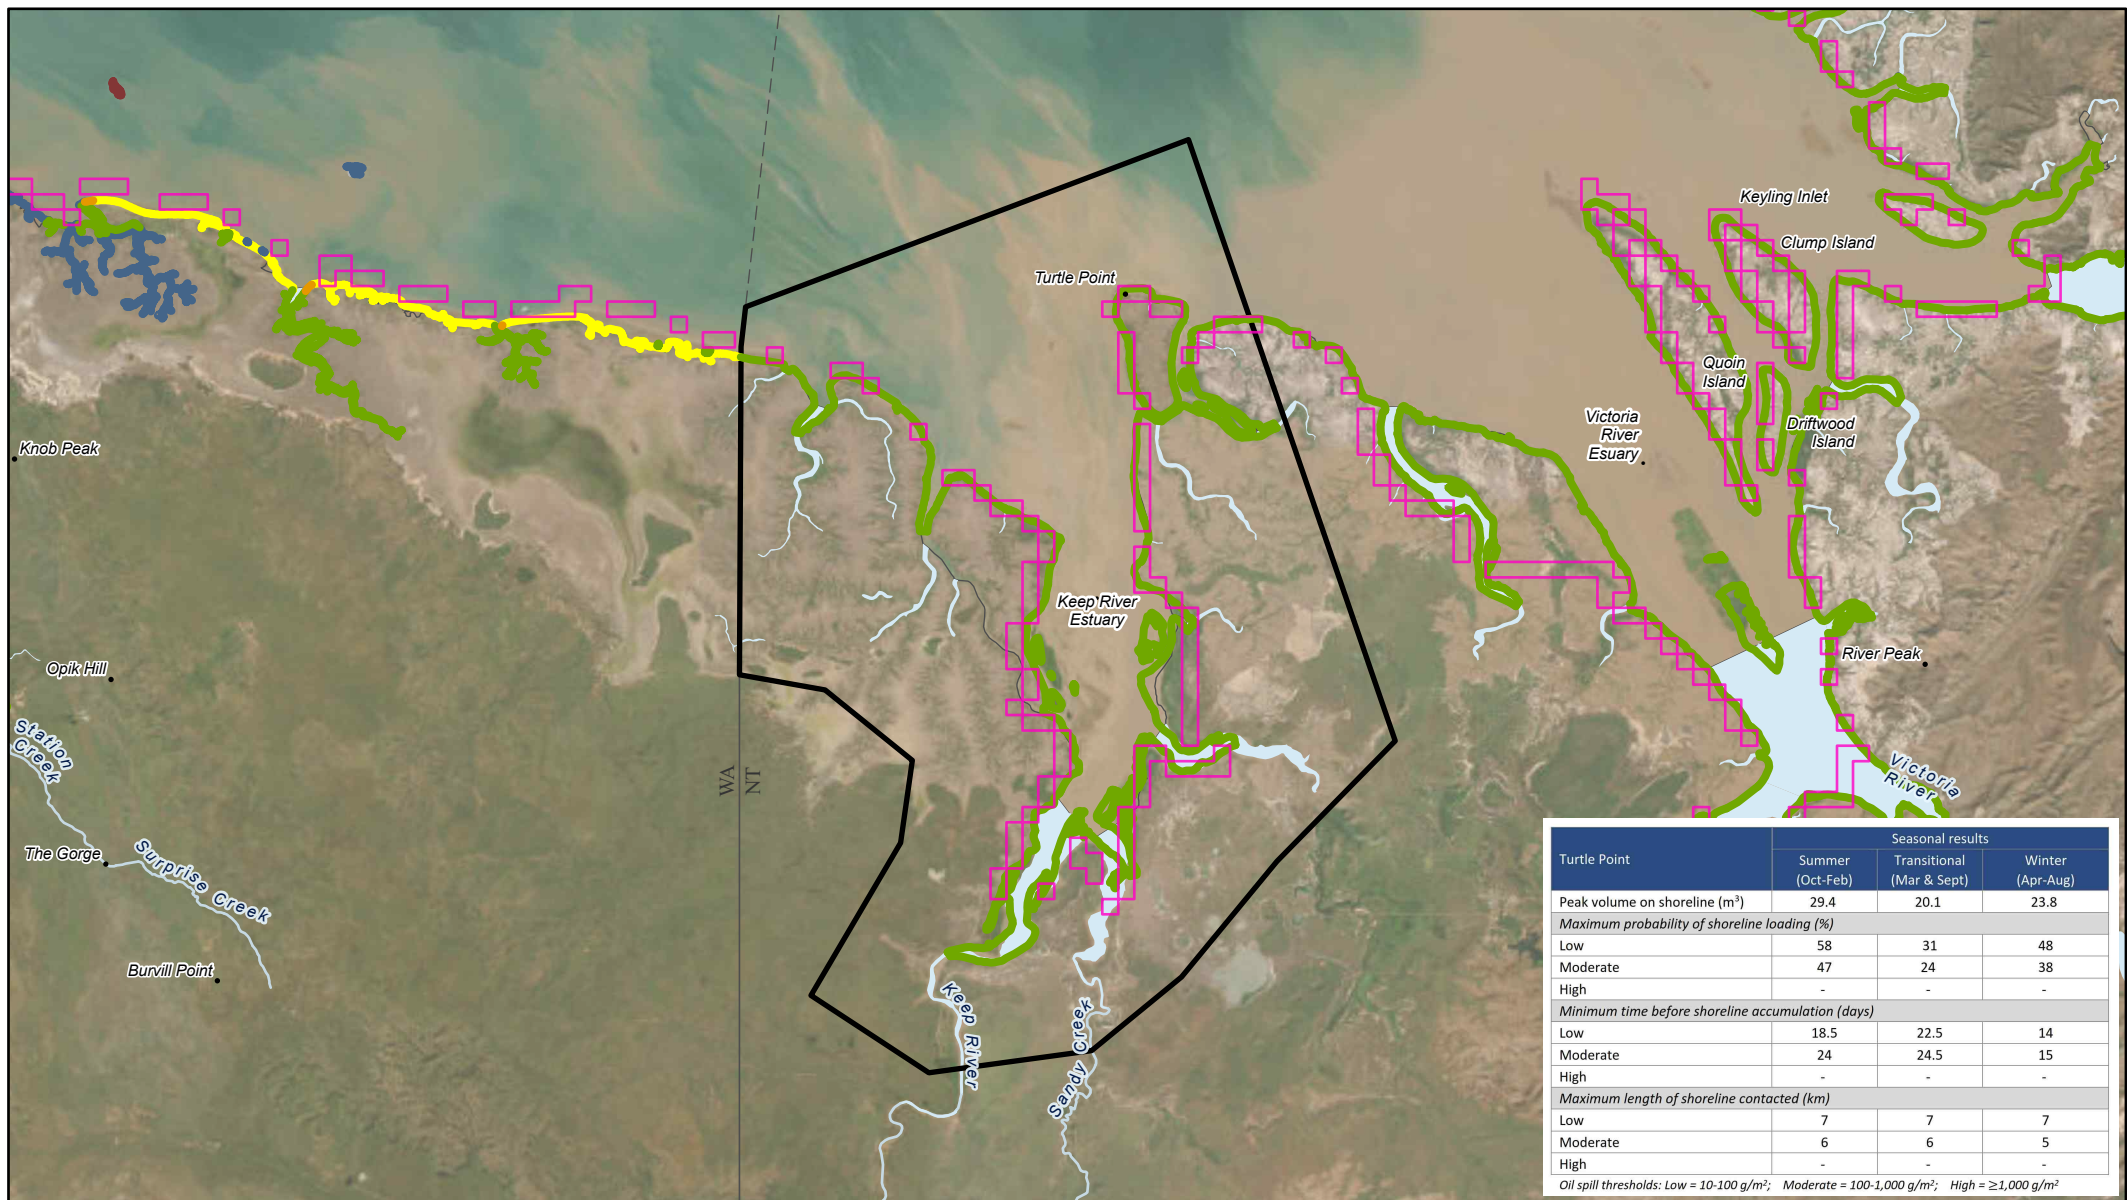 Keyling Inlet
Clump Island
Turtle Point
Quoin
Island
Victoria
River
Esuary
Driftwood
Island
Knob Peak
Keep River
Estuary
River Peak
Opik Hill
Station
Creek
WA
NT
Victoria
River
The Gorge
Surprise Creek
Burvill Point
Keep River
Sandy Creek
Turtle Point
Seasonal results
Summer Transitional Winter
(Oct-Feb) (Mar & Sept) (Apr-Aug)
Peak volume on shoreline (m³) 29.4 20.1 23.8
Maximum probability of shoreline loading (%)
Low 58 31 48
Moderate 47 24 38
High - - -
Minimum time before shoreline accumulation (days)
Low 18.5 22.5 14
Moderate 24 24.5 15
High - - -
Maximum length of shoreline contacted (km)
Low 7 7 7
Moderate 6 6 5
High - - -
Oil spill thresholds: Low = 10-100 g/m²; Moderate = 100-1,000 g/m²; High = ≥1,000 g/m²